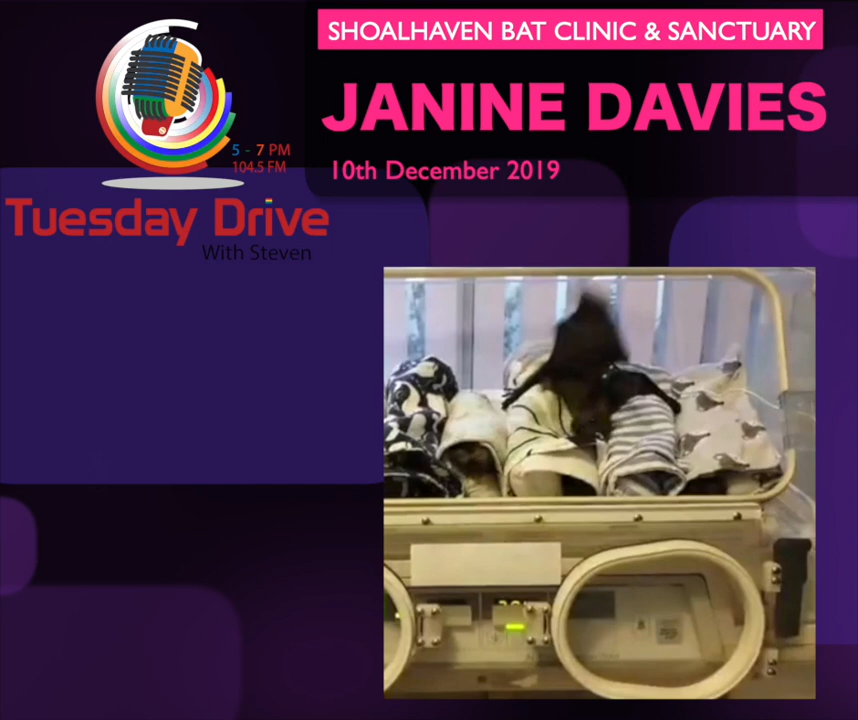 SHOALHAVEN BAT CLINIC & SANCTUARY
JANINE DAVIES
10th December 2019
5 - 7 PM
104.5 FM
Tuesday Drive
With Steven